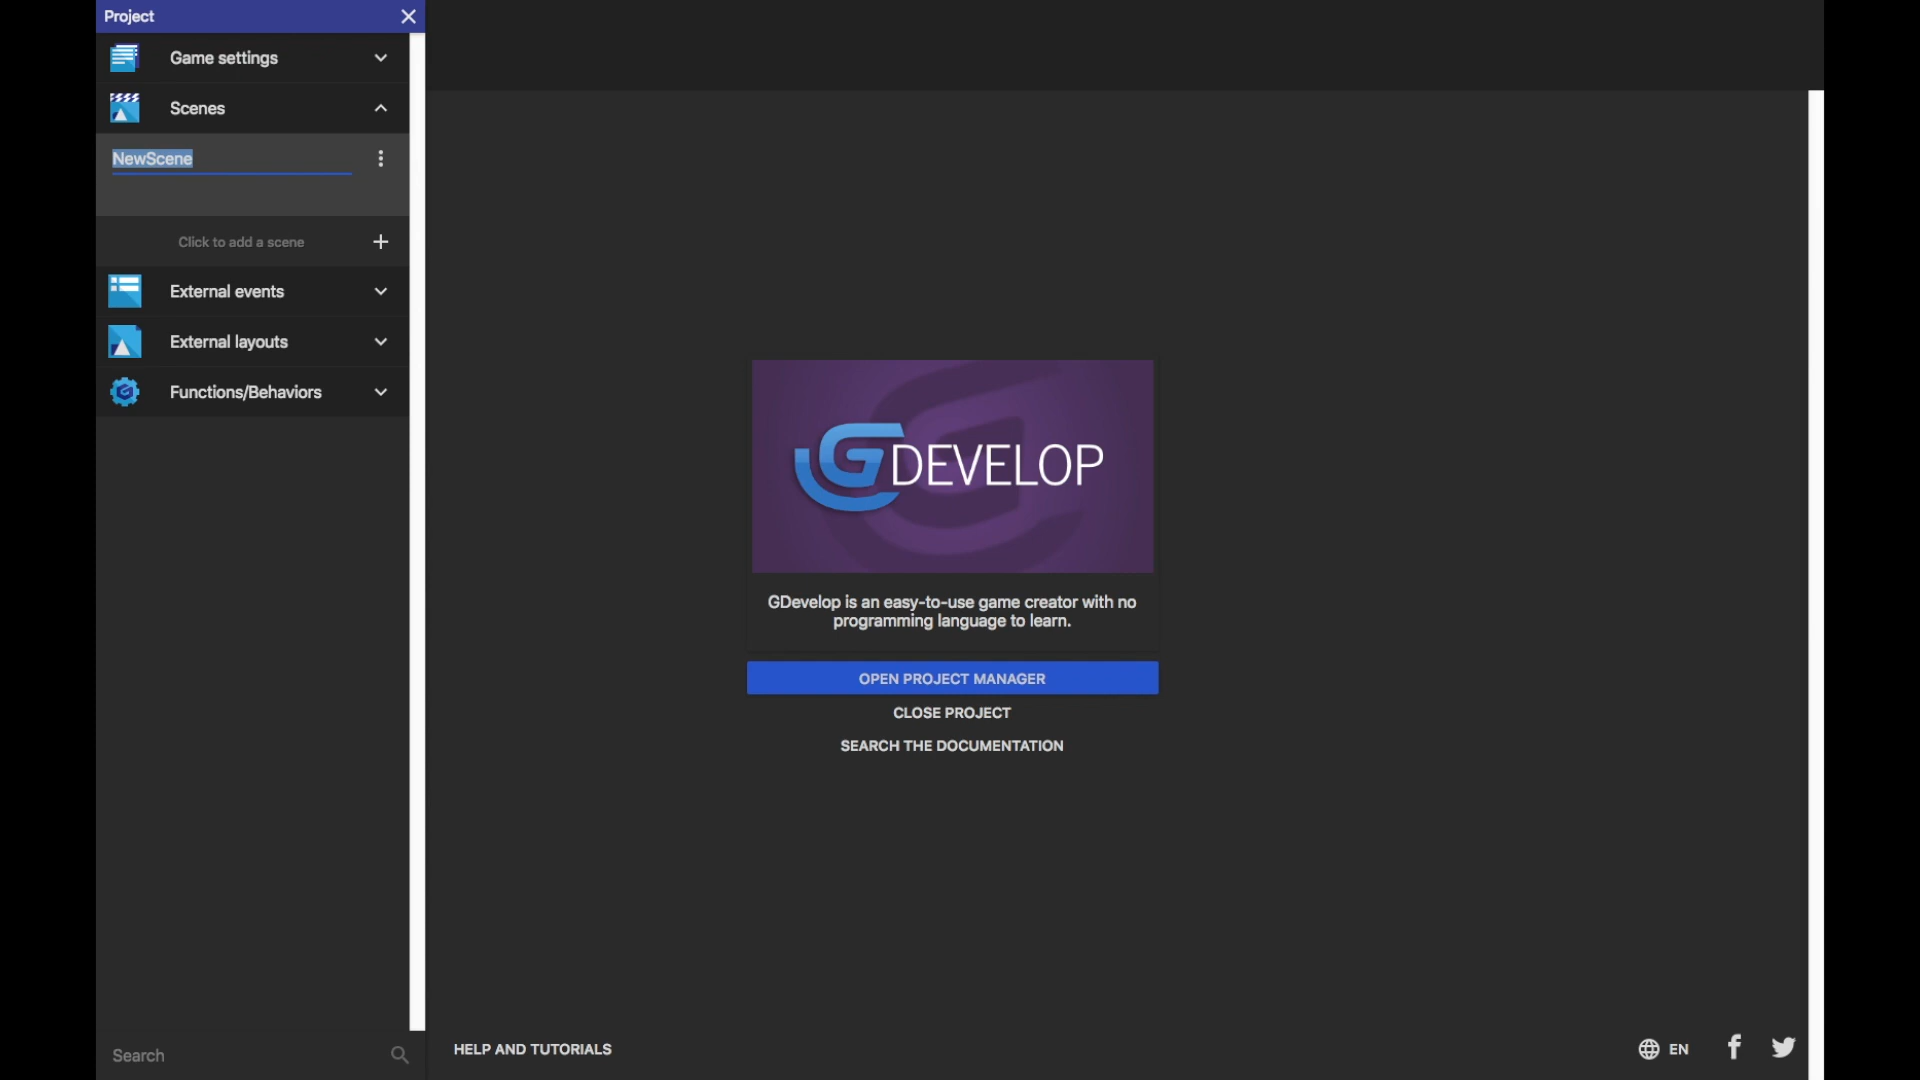 Project
Game settings
Scenes
NewScene
Click to add a scene
External events
External layouts
Functions/Behaviors
Search
GDEVELOP
GDevelop is an easy-to-use game creator with no
programming language to learn.
OPEN PROJECT MANAGER
CLOSE PROJECT
SEARCH THE DOCUMENTATION
HELP AND TUTORIALS
EN